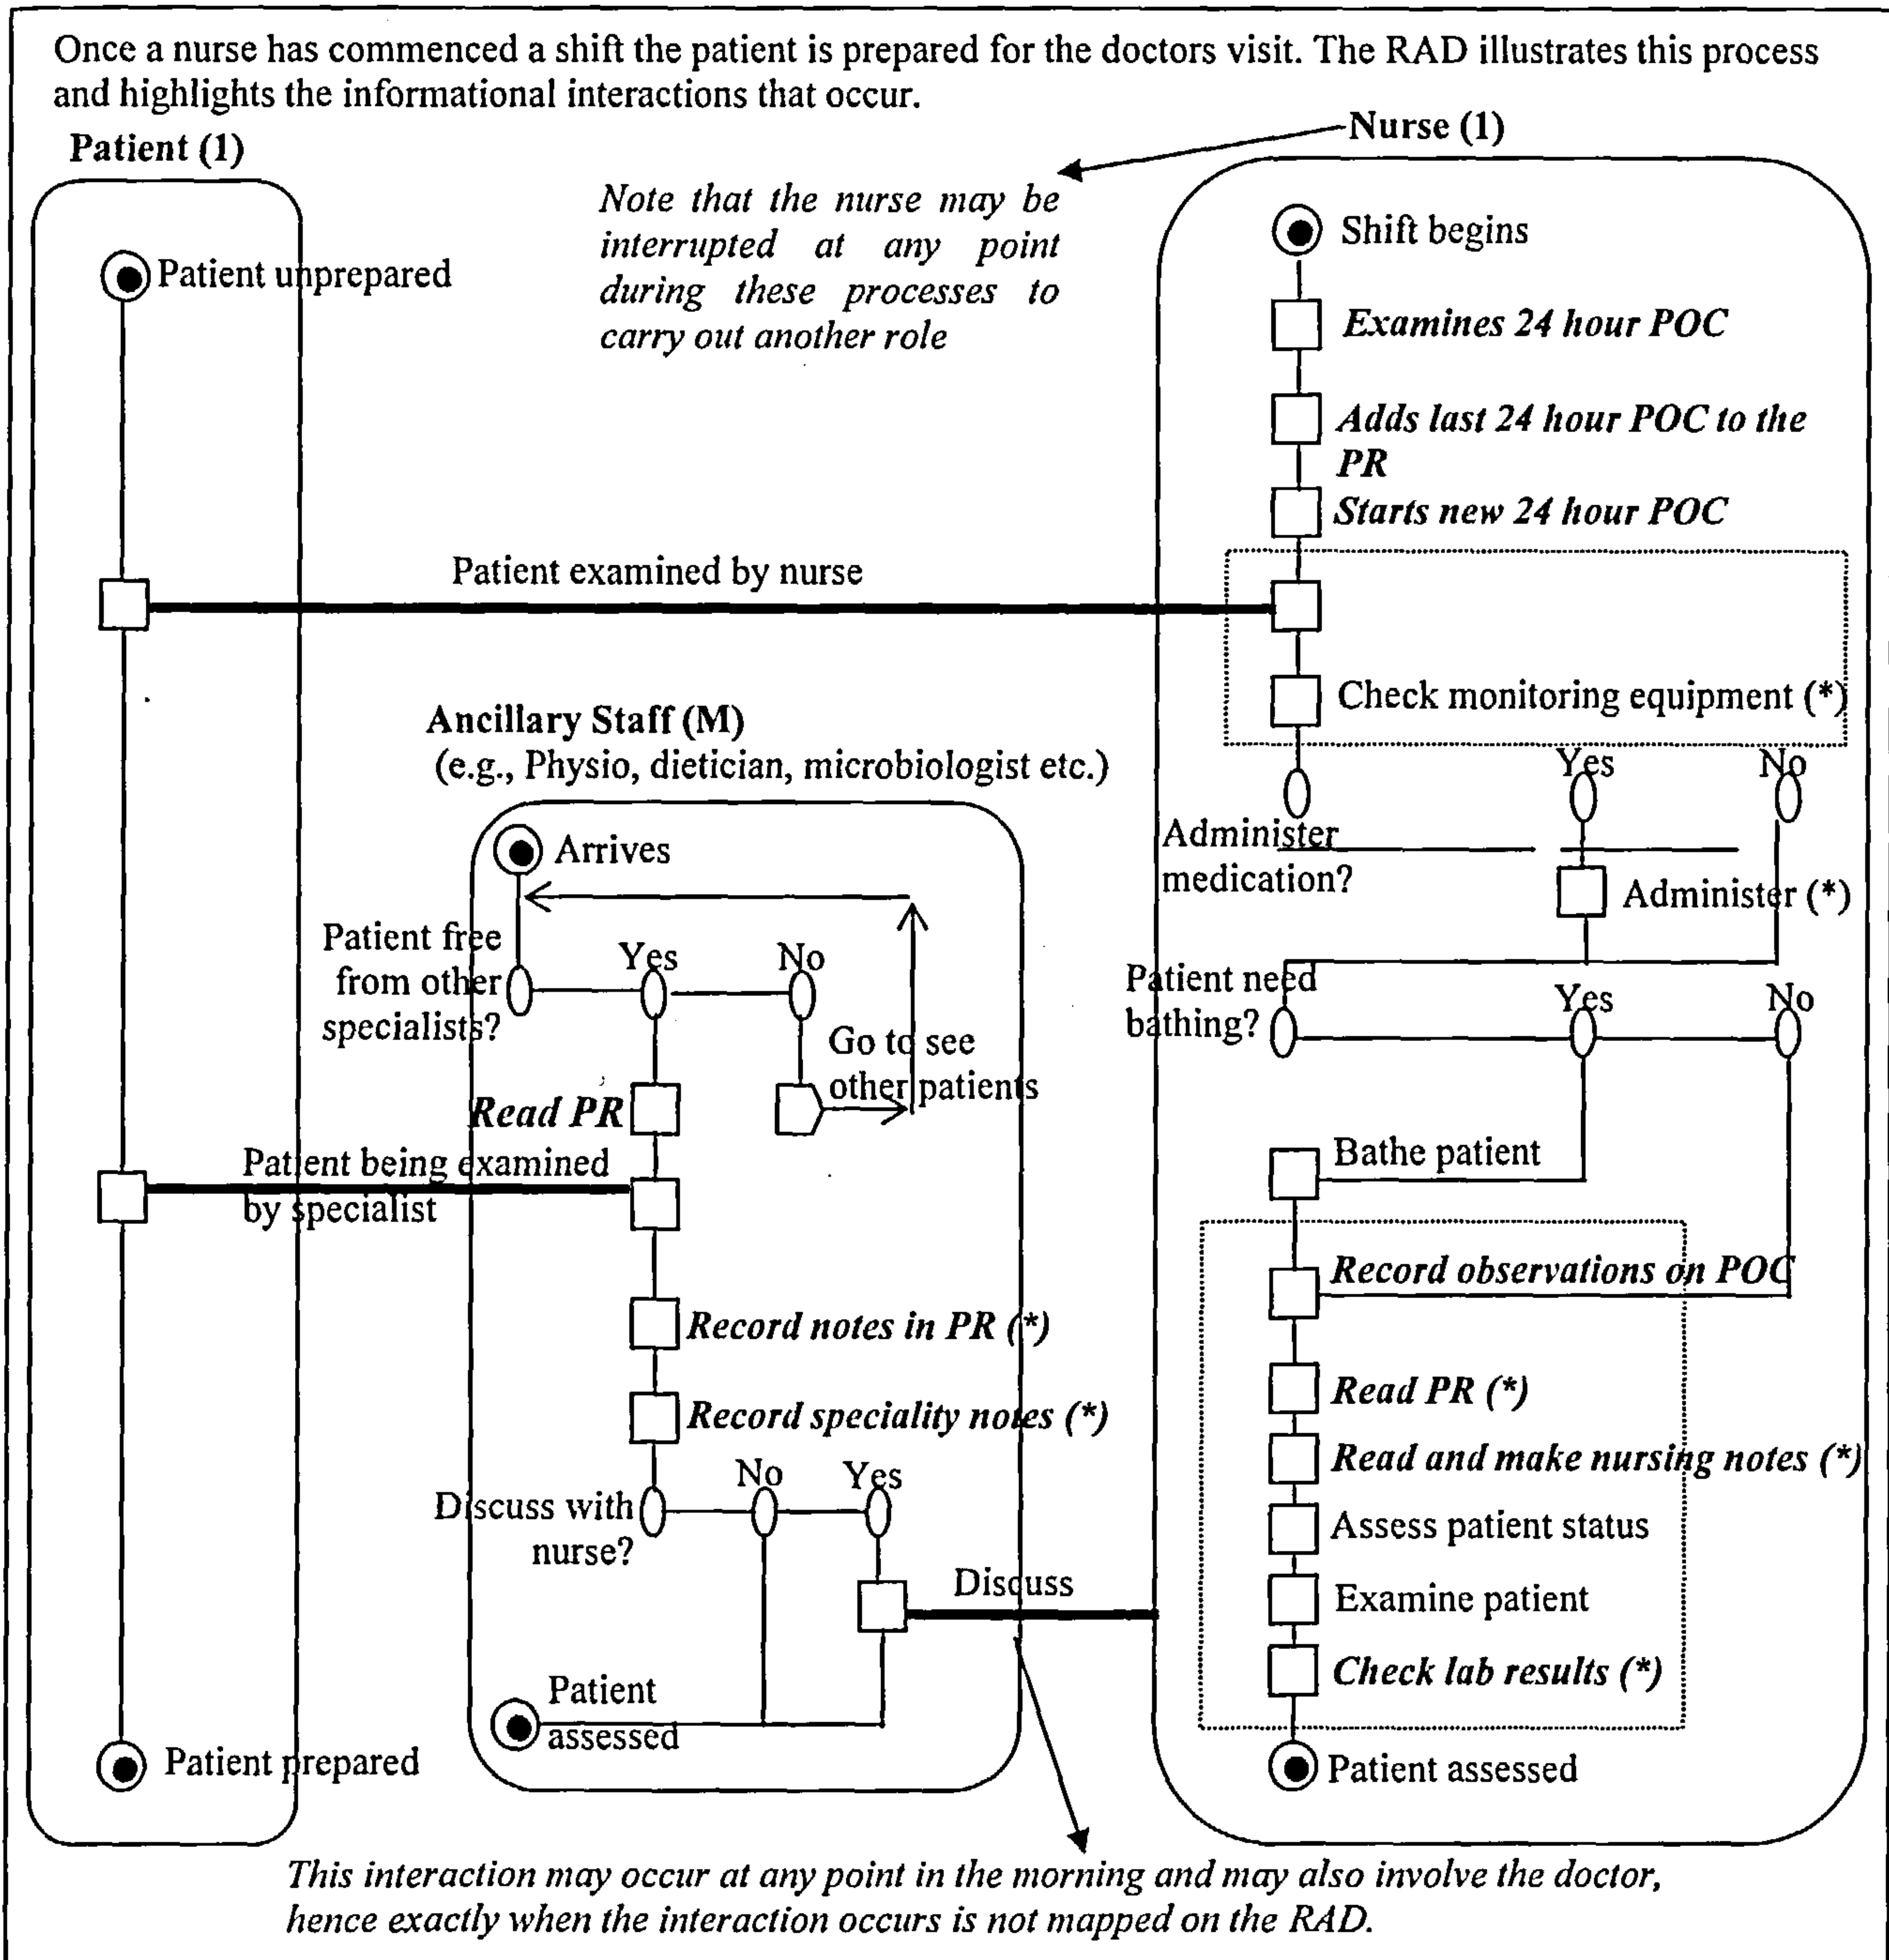 Once a nurse has commenced a shift the patient is prepared for the doctors visit. The RAD illustrates this process
and highlights the informational interactions that occur.
Patient (1)
Nurse (1)
Note that the nurse may be
interrupted at any point
during these processes to
carry out another role
Patient unprepared
Shift begins
Examines 24 hour POC
Adds last 24 hour POC to the
PR
Starts new 24 hour POC
Patient examined by nurse
Check monitoring equipment (*)
Ancillary Staff (M)
(e.g., Physio, dietician, microbiologist etc.)
Yes
No
Administer
medication?
Administer (*)
Arrives
Patient free
from other
specialists?
Yes
No
Go to see
other patients
Patient need
bathing?
Yes
No
Read PR
Bathe patient
Patient being examined
by specialist
Record observations on POC
Record notes in PR (*)
Read PR (*)
Record speciality notes (*)
Read and make nursing notes (*)
No
Yes
Discuss with
nurse?
Assess patient status
Discuss
Examine patient
Check lab results (*)
Patient
assessed
Patient prepared
Patient assessed
This interaction may occur at any point in the morning and may also involve the doctor,
hence exactly when the interaction occurs is not mapped on the RAD.